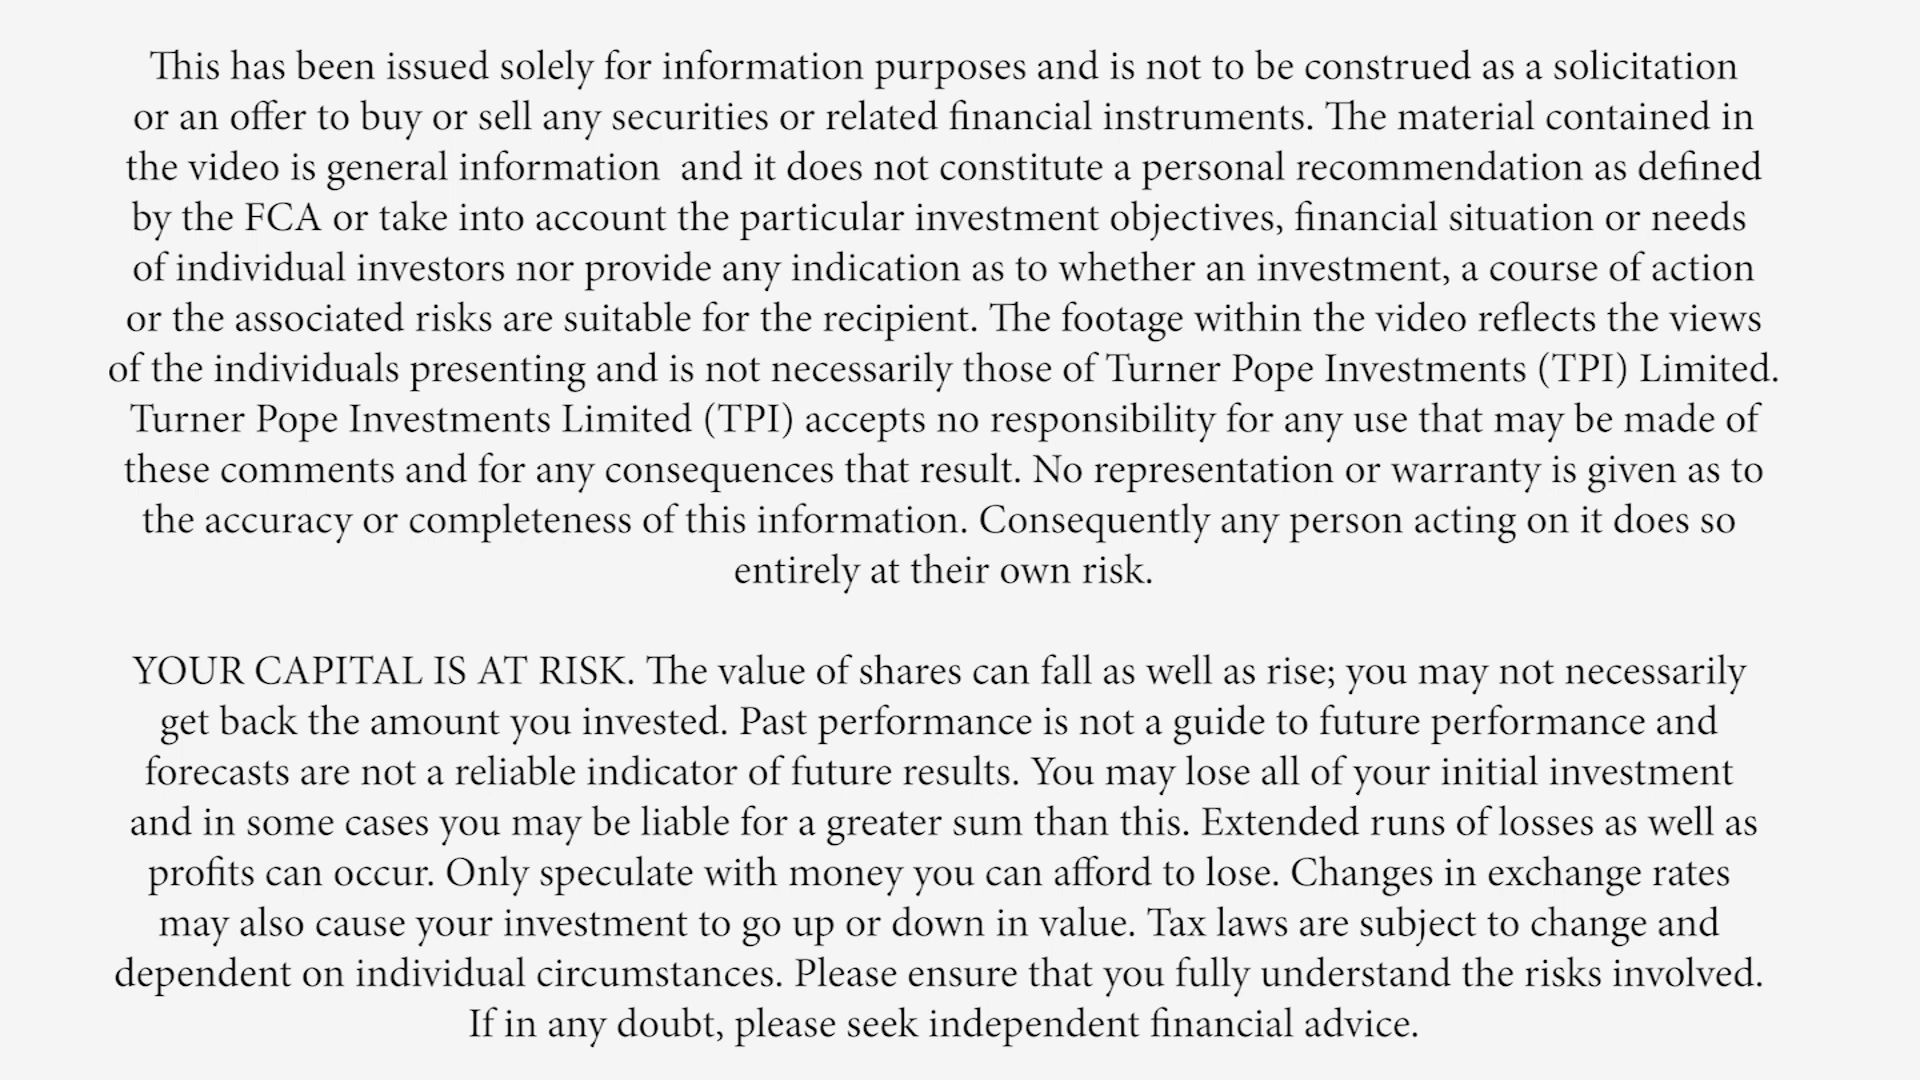 This has been issued solely for information purposes and is not to be construed as a solicitation
or an offer to buy or sell any securities or related financial instruments. The material contained in
the video is general information  and it does not constitute a personal recommendation as defined
by the FCA or take into account the particular investment objectives, financial situation or needs
of individual investors nor provide any indication as to whether an investment, a course of action
or the associated risks are suitable for the recipient. The footage within the video reflects the views
of the individuals presenting and is not necessarily those of Turner Pope Investments (TPI) Limited.
Turner Pope Investments Limited (TPI) accepts no responsibility for any use that may be made of
these comments and for any consequences that result. No representation or warranty is given as to
the accuracy or completeness of this information. Consequently any person acting on it does so
entirely at their own risk.
YOUR CAPITAL IS AT RISK. The value of shares can fall as well as rise; you may not necessarily
get back the amount you invested. Past performance is not a guide to future performance and
forecasts are not a reliable indicator of future results. You may lose all of your initial investment
and in some cases you may be liable for a greater sum than this. Extended runs of losses as well as
profits can occur. Only speculate with money you can afford to lose. Changes in exchange rates
may also cause your investment to go up or down in value. Tax laws are subject to change and
dependent on individual circumstances. Please ensure that you fully understand the risks involved.
If in any doubt, please seek independent financial advice.